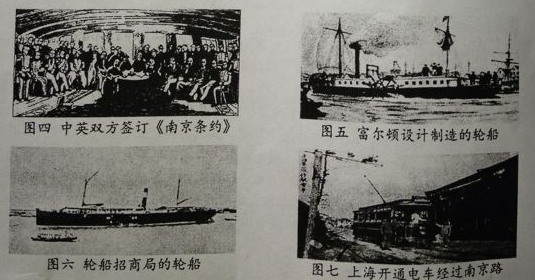 图四 中英双方签订《南京条约》
图五 富尔顿设计制造的轮船
图六 轮船招商局的轮船
图七 上海开通电车经过南京路